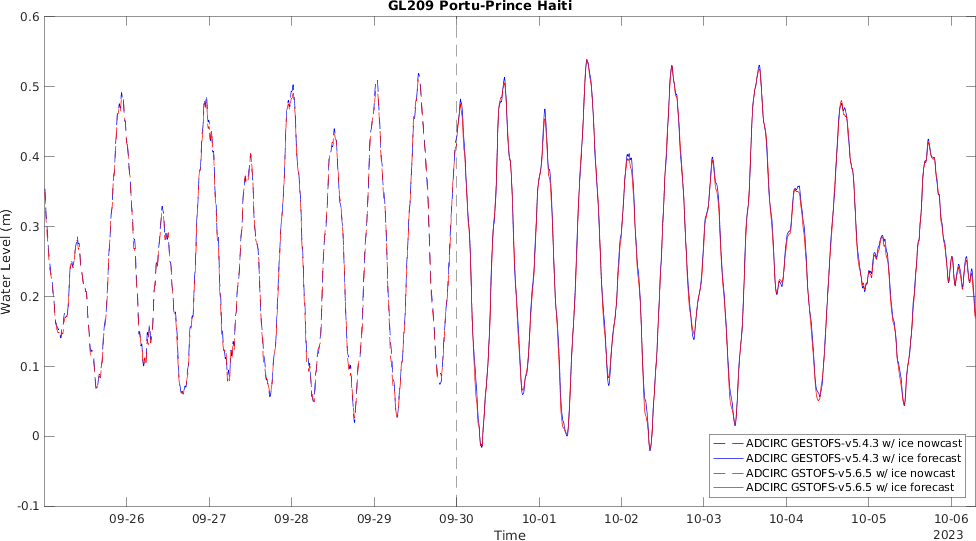 GL209 Portu-Prince Haiti
0.6
0.5
0.4
0.3
0.2
0.1
0
-0.1
Water Level (m)
ADCIRC GESTOFS-v5.4.3 w/ ice nowcast
ADCIRC GESTOFS-v5.4.3 w/ ice forecast
ADCIRC GSTOFS-v5.6.5 w/ ice nowcast
ADCIRC GSTOFS-v5.6.5 w/ ice forecast
09-26 09-27 09-28 09-29 09-30 10-01 10-02 10-03 10-04 10-05 10-06
2023
Time